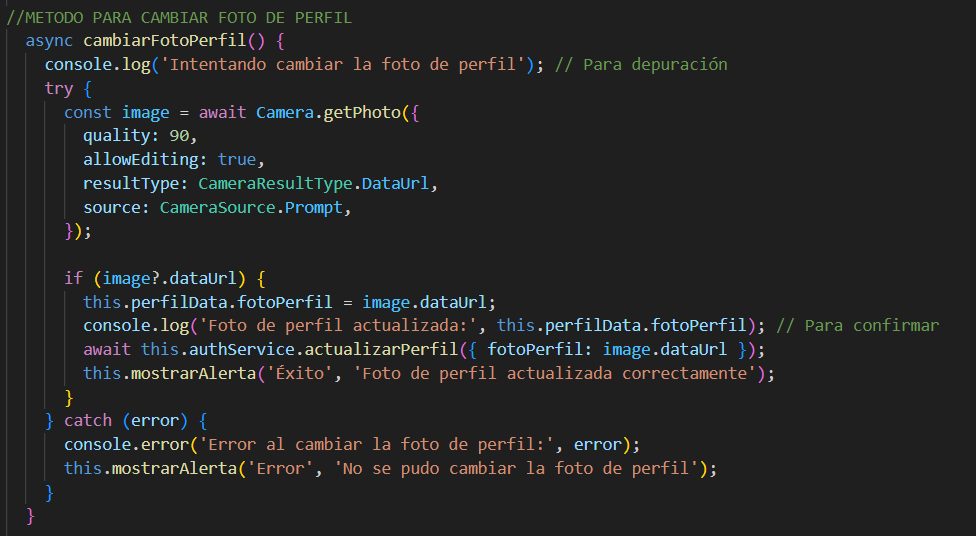 //METODO PARA CAMBIAR FOTO DE PERFIL
async cambiarFotoPerfil() {
console.log('Intentando cambiar la foto de perfil'); // Para depuración
try {
const image = await Camera.getPhoto({
quality: 90,
allowEditing: true,
resultType: CameraResultType.DataUrl,
source: CameraSource.Prompt,
});
if (image?.dataUrl) {
this.perfilData.fotoPerfil = image.dataUrl;
console.log('Foto de perfil actualizada:', this.perfilData.fotoPerfil); // Para confirmar
await this.authService.actualizarPerfil({ fotoPerfil: image.dataUrl });
this.mostrarAlerta('Éxito', 'Foto de perfil actualizada correctamente');
}
} catch (error) {
console.error('Error al cambiar la foto de perfil:', error);
this.mostrarAlerta('Error', 'No se pudo cambiar la foto de perfil');
}
}